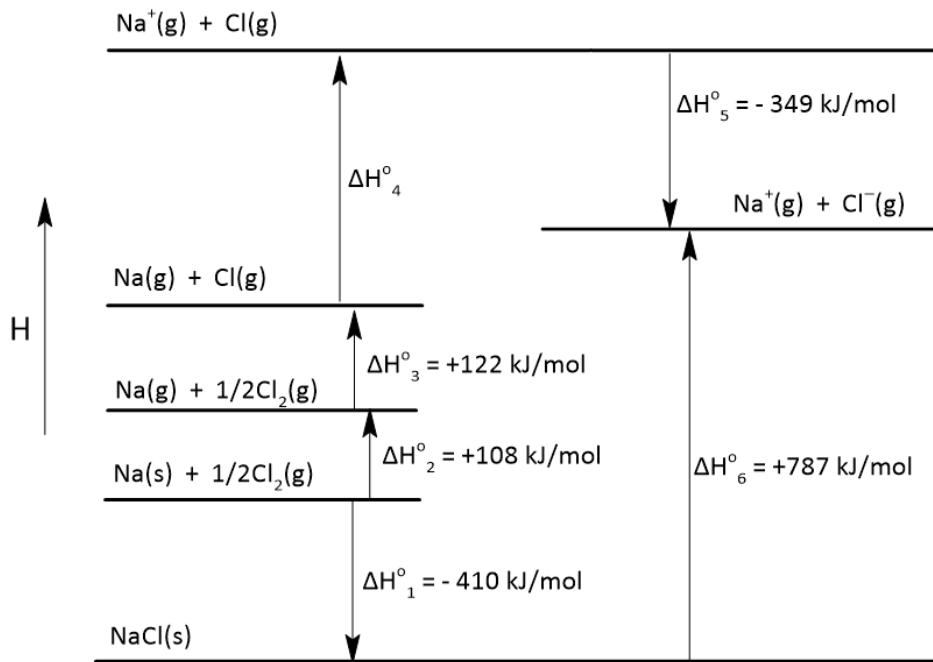 Na⁺(g) + Cl(g)
ΔH°₅ = - 349 kJ/mol
ΔH°₄
Na⁺(g) + Cl⁻(g)
Na(g) + Cl(g)
H
ΔH°₃ = +122 kJ/mol
Na(g) + 1/2Cl₂(g)
ΔH°₂ = +108 kJ/mol
ΔH°₆ = +787 kJ/mol
Na(s) + 1/2Cl₂(g)
ΔH°₁ = - 410 kJ/mol
NaCl(s)